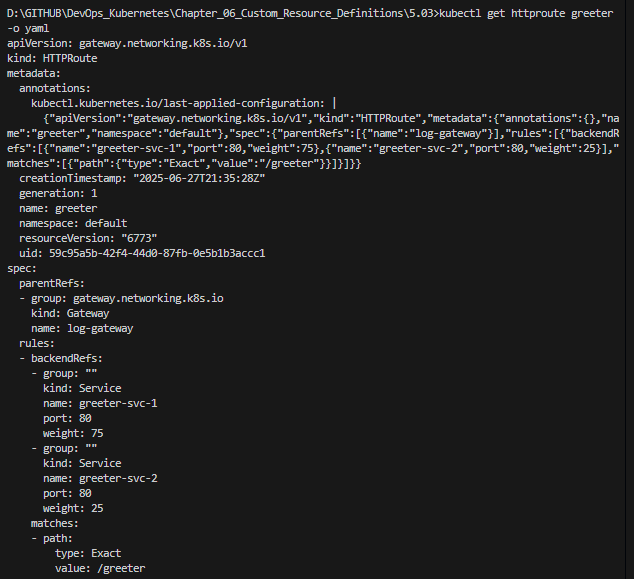 D:\GITHUB\DevOps_Kubernetes\Chapter_06_Custom_Resource_Definitions\5.03>kubectl get httproute greeter
-o yaml
apiVersion: gateway.networking.k8s.io/v1
kind: HTTPRoute
metadata:
  annotations:
    kubectl.kubernetes.io/last-applied-configuration: |
      {"apiVersion":"gateway.networking.k8s.io/v1","kind":"HTTPRoute","metadata":{"annotations":{},"na
me":"greeter","namespace":"default"},"spec":{"parentRefs":[{"name":"log-gateway"}],"rules":[{"backendR
efs":[{"name":"greeter-svc-1","port":80,"weight":75},{"name":"greeter-svc-2","port":80,"weight":25}],"
matches":[{"path":{"type":"Exact","value":"/greeter"}}]}]}}
  creationTimestamp: "2025-06-27T21:35:28Z"
  generation: 1
  name: greeter
  namespace: default
  resourceVersion: "6773"
  uid: 59c95a5b-42f4-44d0-87fb-0e5b1b3accc1
spec:
  parentRefs:
  - group: gateway.networking.k8s.io
    kind: Gateway
    name: log-gateway
  rules:
  - backendRefs:
    - group: ""
      kind: Service
      name: greeter-svc-1
      port: 80
      weight: 75
    - group: ""
      kind: Service
      name: greeter-svc-2
      port: 80
      weight: 25
    matches:
    - path:
        type: Exact
        value: /greeter